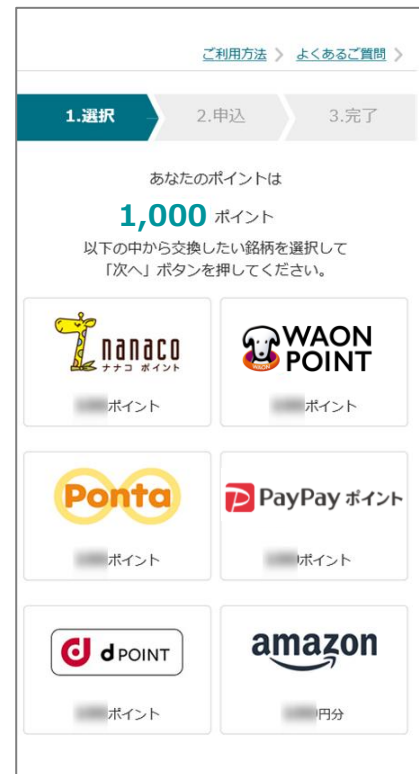 ご利用方法 よくあるご質問
1.選択 2.申込 3.完了
あなたのポイントは
1,000 ポイント
以下の中から交換したい銘柄を選択して
「次へ」ボタンを押してください。
nanaco
ナナコ ポイント
ポイント
WAON
POINT
WAON
ポイント
Ponta
ポイント
PayPay ポイント
ポイント
d POINT
ポイント
amazon
円分